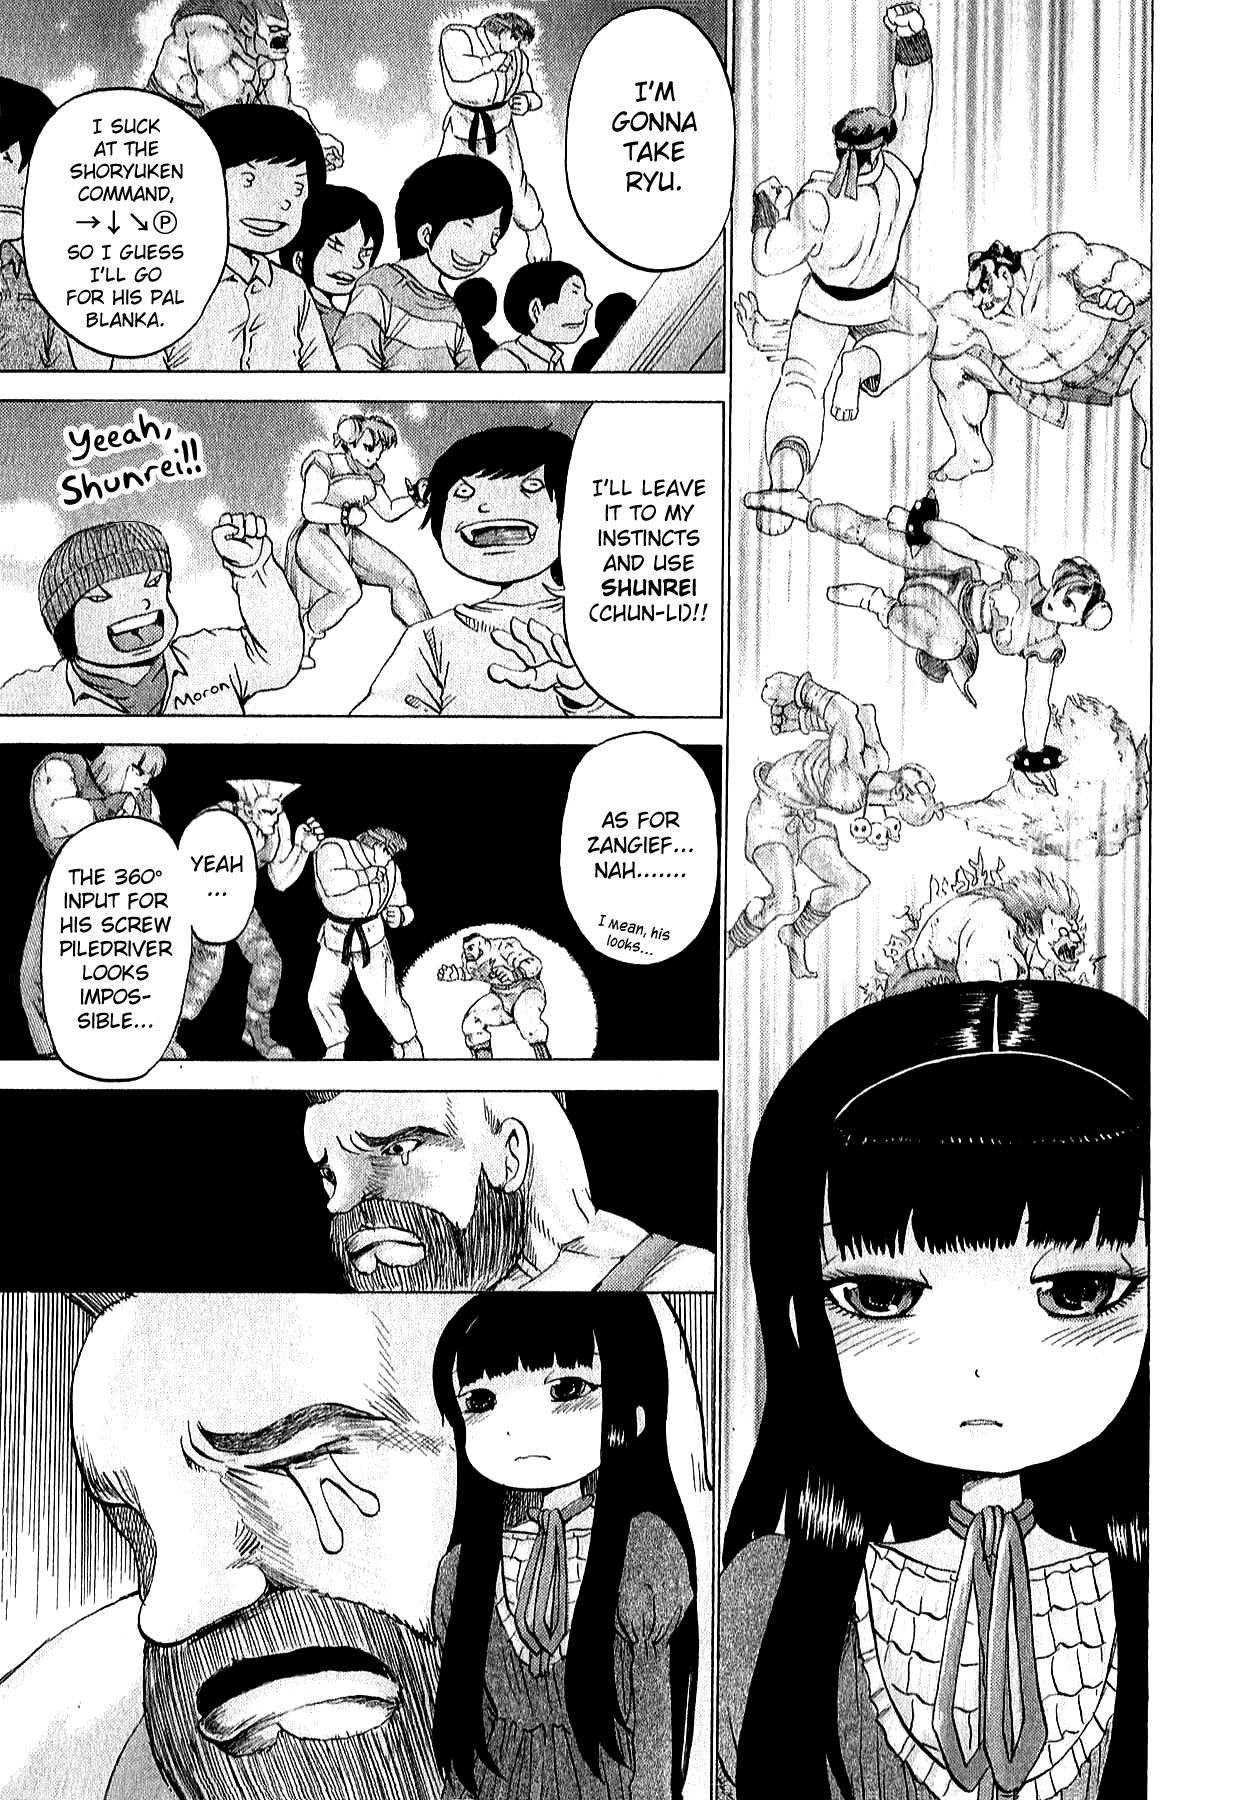 I'M
GONNA
TAKE
RYU.
I SUCK
AT THE
SHORYUKEN
COMMAND,
→↓↘Ⓟ
SO I GUESS
I'LL GO
FOR HIS PAL
BLANKA.
I'LL LEAVE
IT TO MY
INSTINCTS
AND USE
SHUNREI
(CHUN-LI)!!
Yeeah,
Shunrei!!
Moron
AS FOR
ZANGIEF...
NAH.......
I mean, his
looks...
YEAH
...
THE 360°
INPUT FOR
HIS SCREW
PILEDRIVER
LOOKS
IMPOS-
SIBLE...